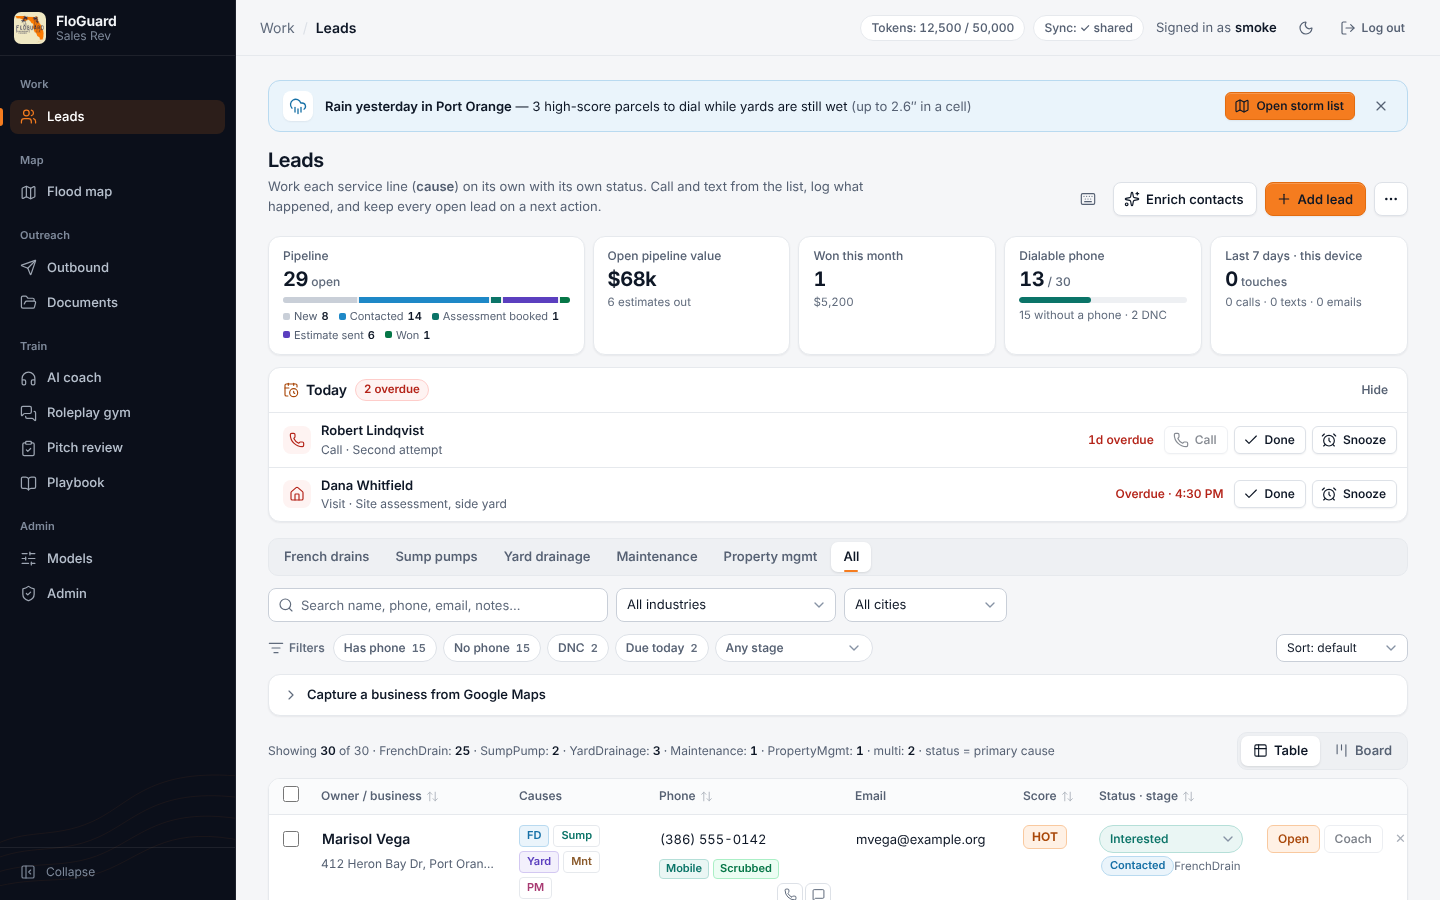 FloGuard
Sales Rev
Work
Leads
Map
Flood map
Outreach
Outbound
Documents
Train
AI coach
Roleplay gym
Pitch review
Playbook
Admin
Models
Admin
Collapse
Work / Leads
Tokens: 12,500 / 50,000
Sync: ✓ shared
Signed in as smoke
Log out
Rain yesterday in Port Orange — 3 high-score parcels to dial while yards are still wet (up to 2.6″ in a cell)
Open storm list
Leads
Work each service line (cause) on its own with its own status. Call and text from the list, log what
happened, and keep every open lead on a next action.
Enrich contacts
Add lead
Pipeline
29 open
New 8 Contacted 14 Assessment booked 1
Estimate sent 6 Won 1
Open pipeline value
$68k
6 estimates out
Won this month
1
$5,200
Dialable phone
13 / 30
15 without a phone · 2 DNC
Last 7 days · this device
0 touches
0 calls · 0 texts · 0 emails
Today 2 overdue
Hide
Robert Lindqvist
Call · Second attempt
1d overdue Call Done Snooze
Dana Whitfield
Visit · Site assessment, side yard
Overdue · 4:30 PM Done Snooze
French drains Sump pumps Yard drainage Maintenance Property mgmt All
Search name, phone, email, notes...
All industries
All cities
Filters Has phone 15 No phone 15 DNC 2 Due today 2 Any stage
Sort: default
Capture a business from Google Maps
Showing 30 of 30 · FrenchDrain: 25 · SumpPump: 2 · YardDrainage: 3 · Maintenance: 1 · PropertyMgmt: 1 · multi: 2 · status = primary cause
Table Board
Owner / business Causes Phone Email Score Status · stage
Marisol Vega
412 Heron Bay Dr, Port Oran...
FD Sump
Yard Mnt
PM
(386) 555-0142
Mobile Scrubbed
mvega@example.org
HOT
Interested
Contacted FrenchDrain
Open Coach